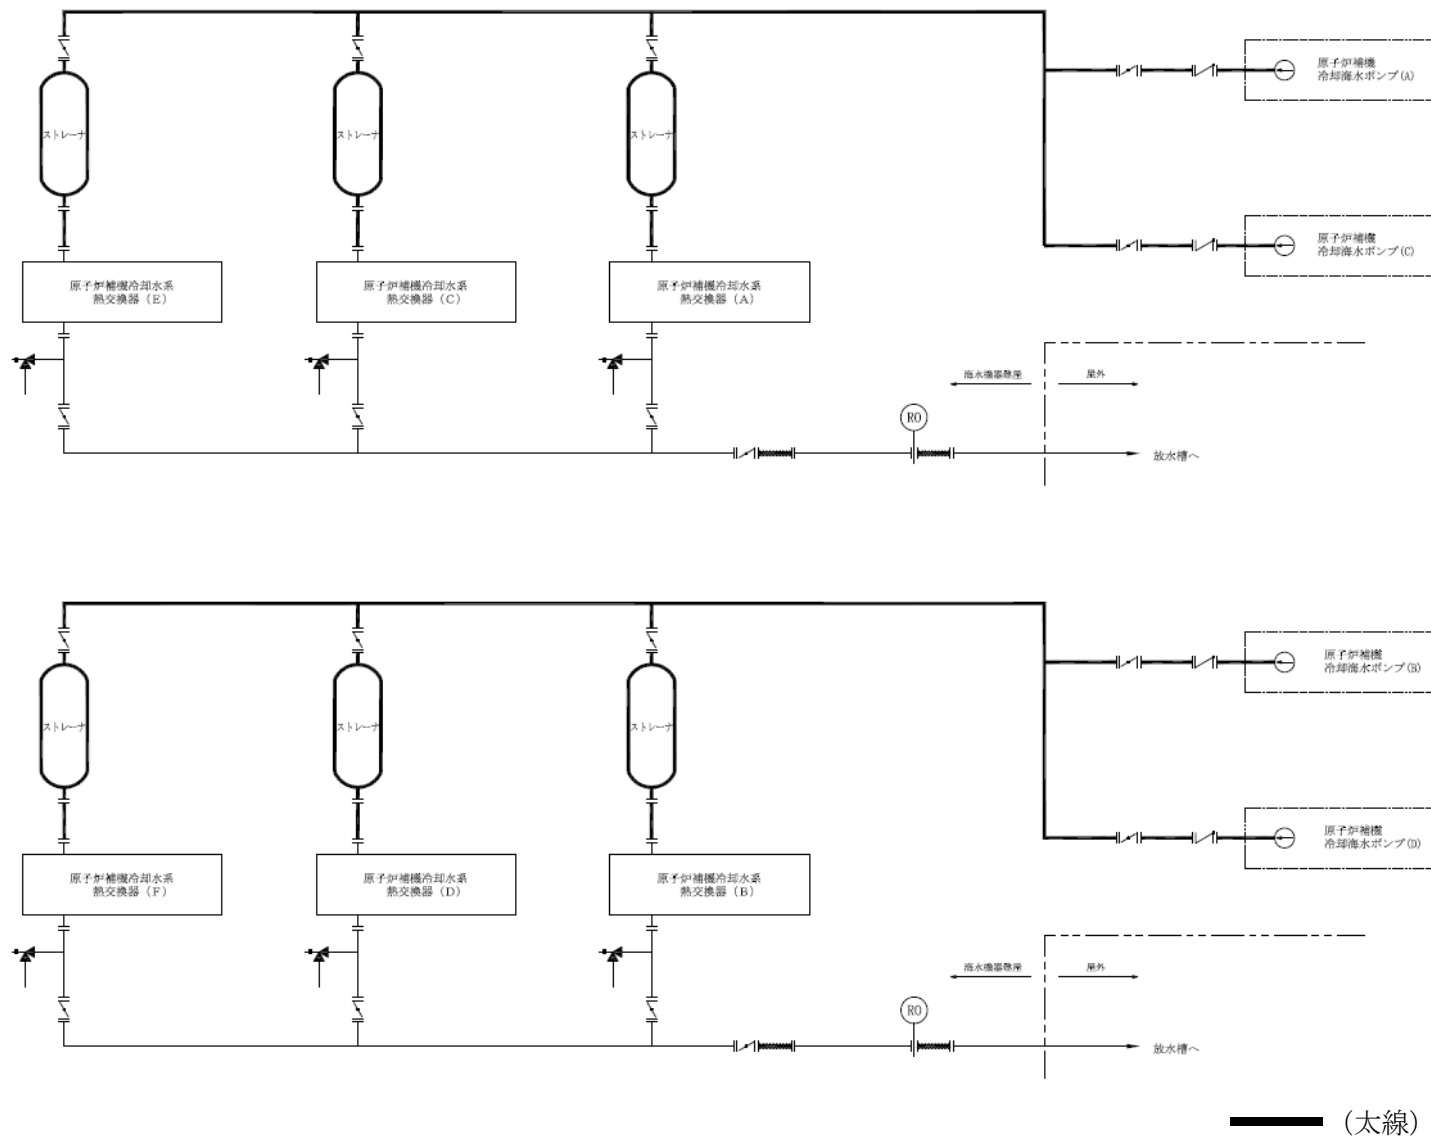 原子炉補機
冷却海水ポンプ(A)
ストレーナ
ストレーナ
ストレーナ
原子炉補機
冷却海水ポンプ(C)
原子炉補機冷却水系
熱交換器（E）
原子炉補機冷却水系
熱交換器（C）
原子炉補機冷却水系
熱交換器（A）
海水機器建屋
屋外
RO
放水槽へ
原子炉補機
冷却海水ポンプ(B)
ストレーナ
ストレーナ
ストレーナ
原子炉補機
冷却海水ポンプ(D)
原子炉補機冷却水系
熱交換器（F）
原子炉補機冷却水系
熱交換器（D）
原子炉補機冷却水系
熱交換器（B）
海水機器建屋
屋外
RO
放水槽へ
（太線）